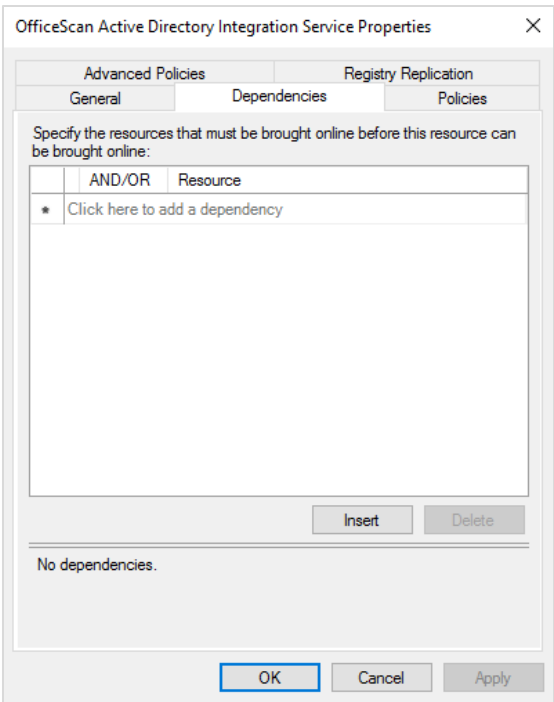 OfficeScan Active Directory Integration Service Properties
Advanced Policies Registry Replication
General Dependencies Policies
Specify the resources that must be brought online before this resource can
be brought online:
AND/OR Resource
* Click here to add a dependency
Insert Delete
No dependencies.
OK Cancel Apply